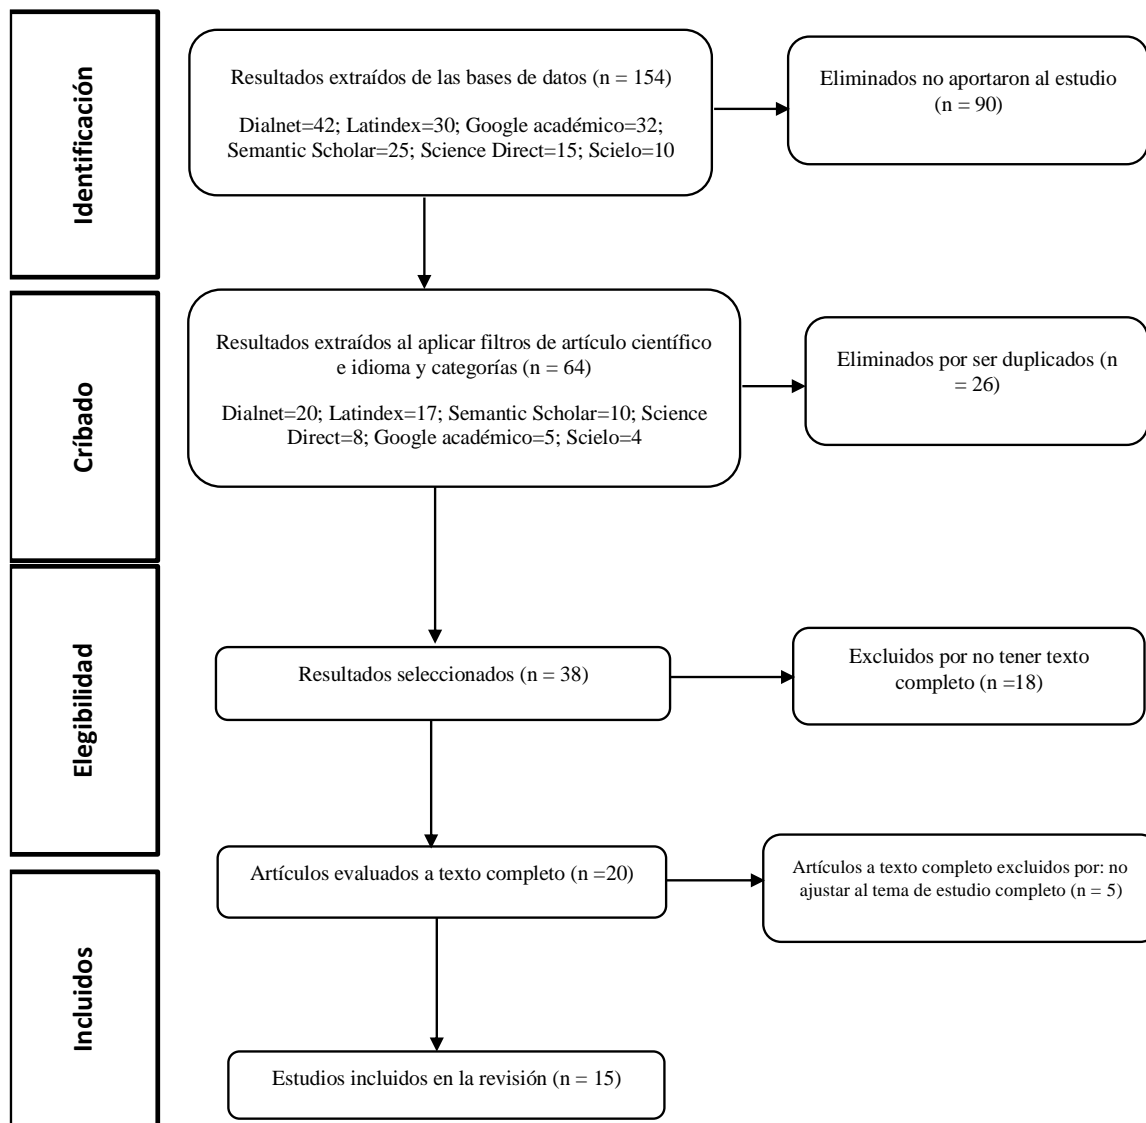 Identificación
Resultados extraídos de las bases de datos (n = 154)
Dialnet=42; Latindex=30; Google académico=32;
Semantic Scholar=25; Science Direct=15; Scielo=10
Eliminados no aportaron al estudio
(n = 90)
Críbado
Resultados extraídos al aplicar filtros de artículo científico
e idioma y categorías (n = 64)
Dialnet=20; Latindex=17; Semantic Scholar=10; Science
Direct=8; Google académico=5; Scielo=4
Eliminados por ser duplicados (n
= 26)
Elegibilidad
Resultados seleccionados (n = 38)
Excluidos por no tener texto
completo (n =18)
Artículos evaluados a texto completo (n =20)
Artículos a texto completo excluidos por: no
ajustar al tema de estudio completo (n = 5)
Incluidos
Estudios incluidos en la revisión (n = 15)